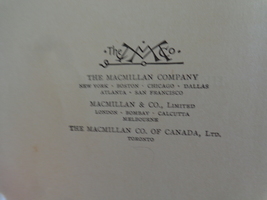 The MM Co.
THE MACMILLAN COMPANY
NEW YORK · BOSTON · CHICAGO · DALLAS
ATLANTA · SAN FRANCISCO
MACMILLAN & CO., LIMITED
LONDON · BOMBAY · CALCUTTA
MELBOURNE
THE MACMILLAN CO. OF CANADA, LTD.
TORONTO